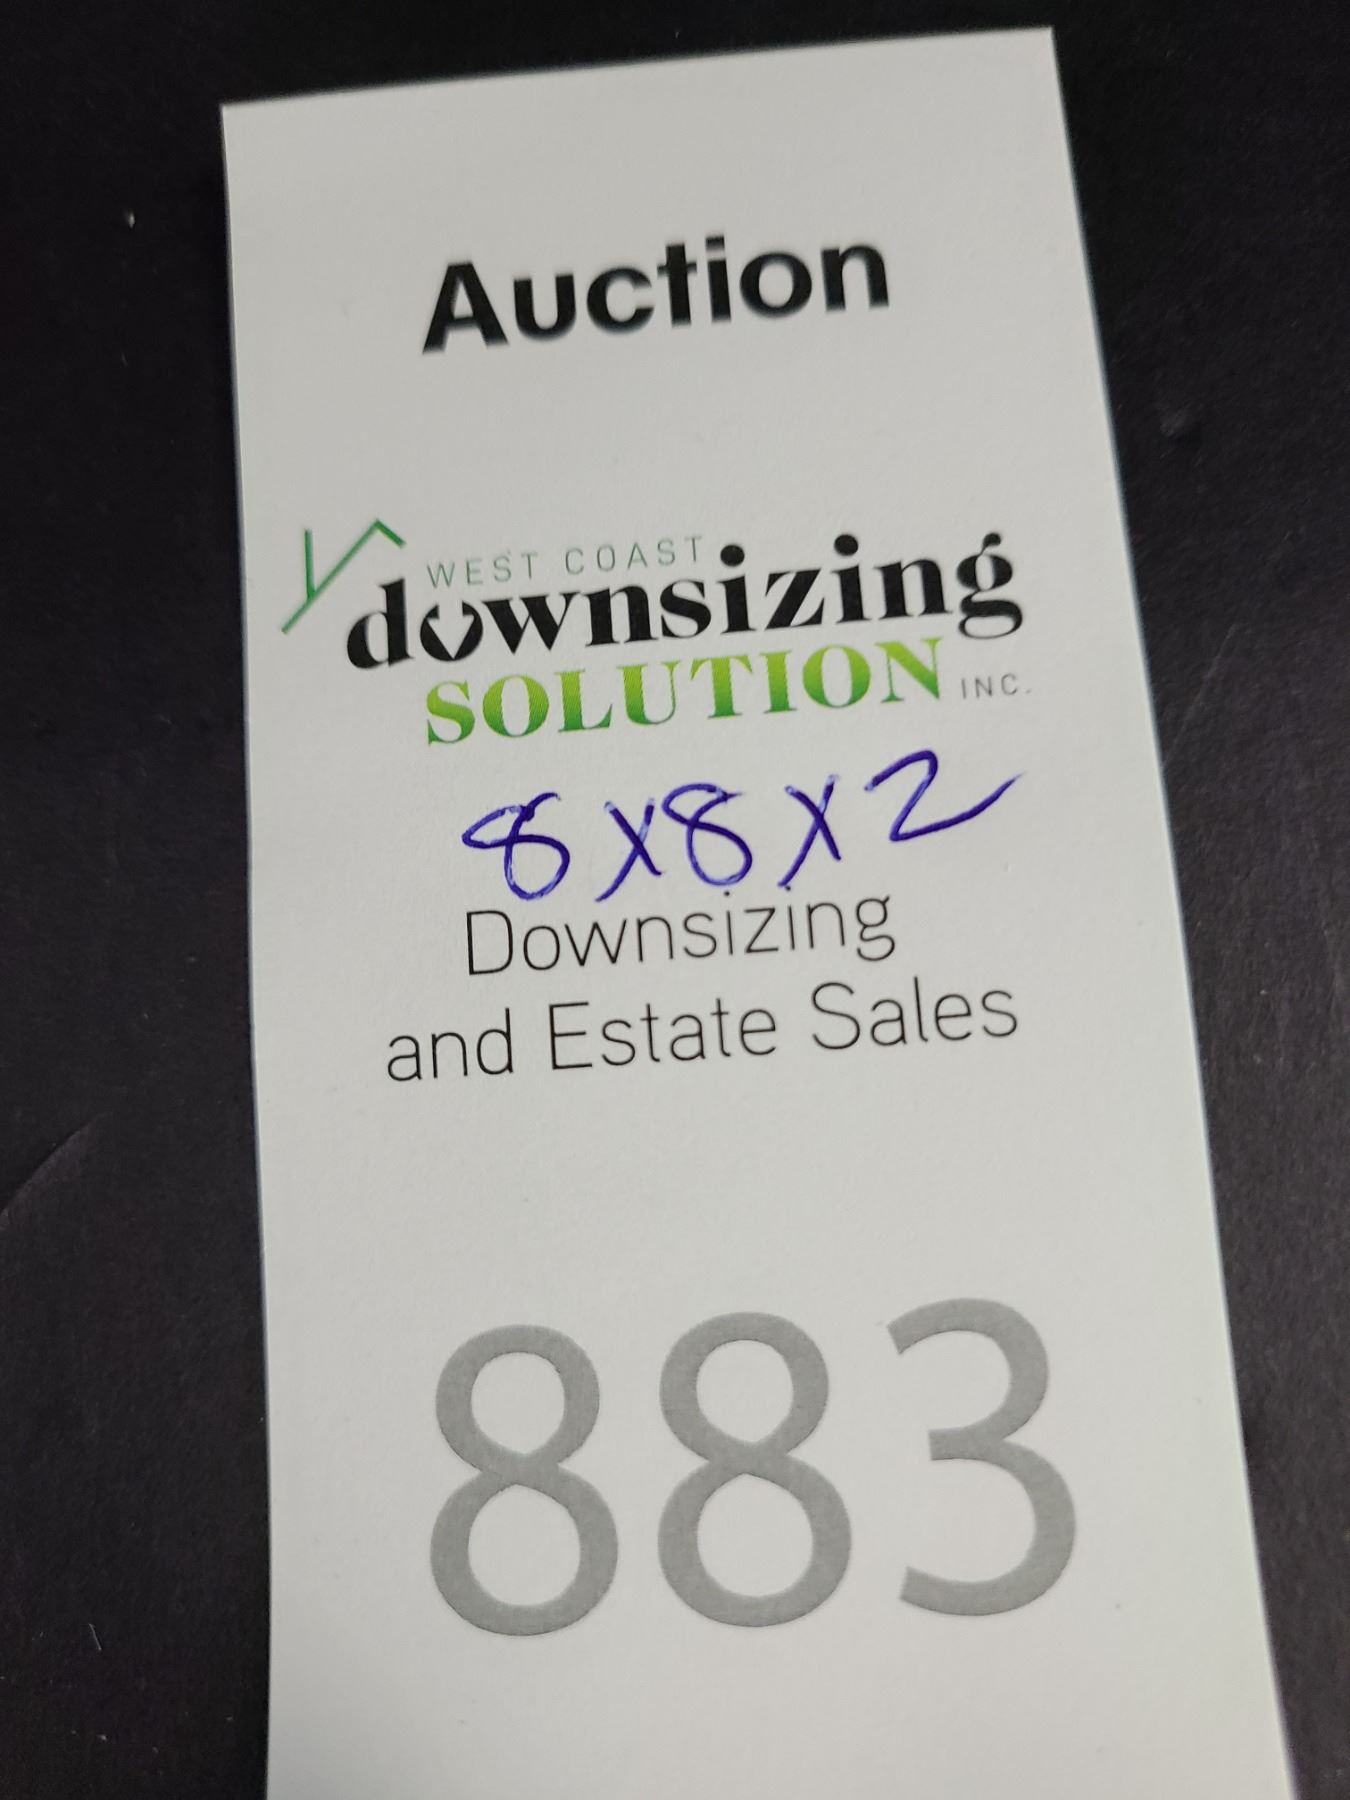 Auction
WEST COAST
downsizing
SOLUTION INC.
8x8x2
Downsizing
and Estate Sales
883